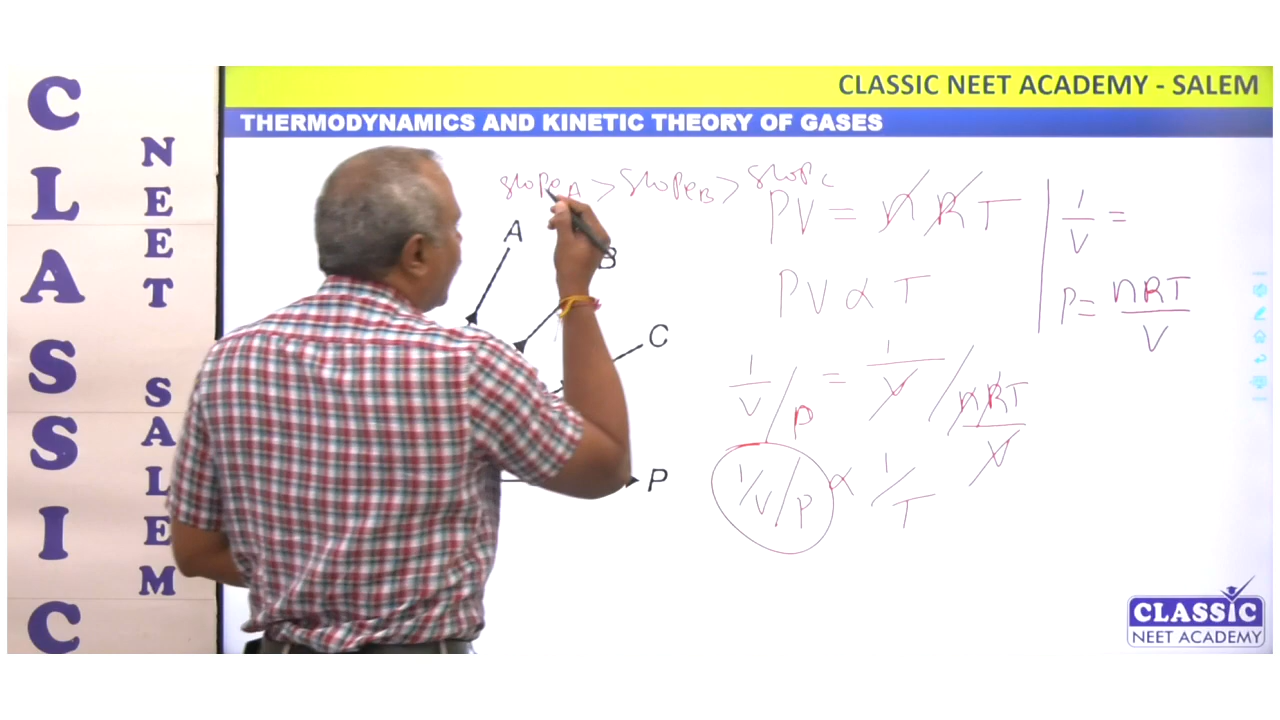 CLASSIC
NEET SALEM
CLASSIC NEET ACADEMY - SALEM
THERMODYNAMICS AND KINETIC THEORY OF GASES
slope A > slope B > slope C
A
B
C
P
PV = nRT
PV ∝ T
1/V / P = 1/V / nRT/V
1/V / P ∝ 1/T
1/V =
P = nRT/V
CLASSIC
NEET ACADEMY